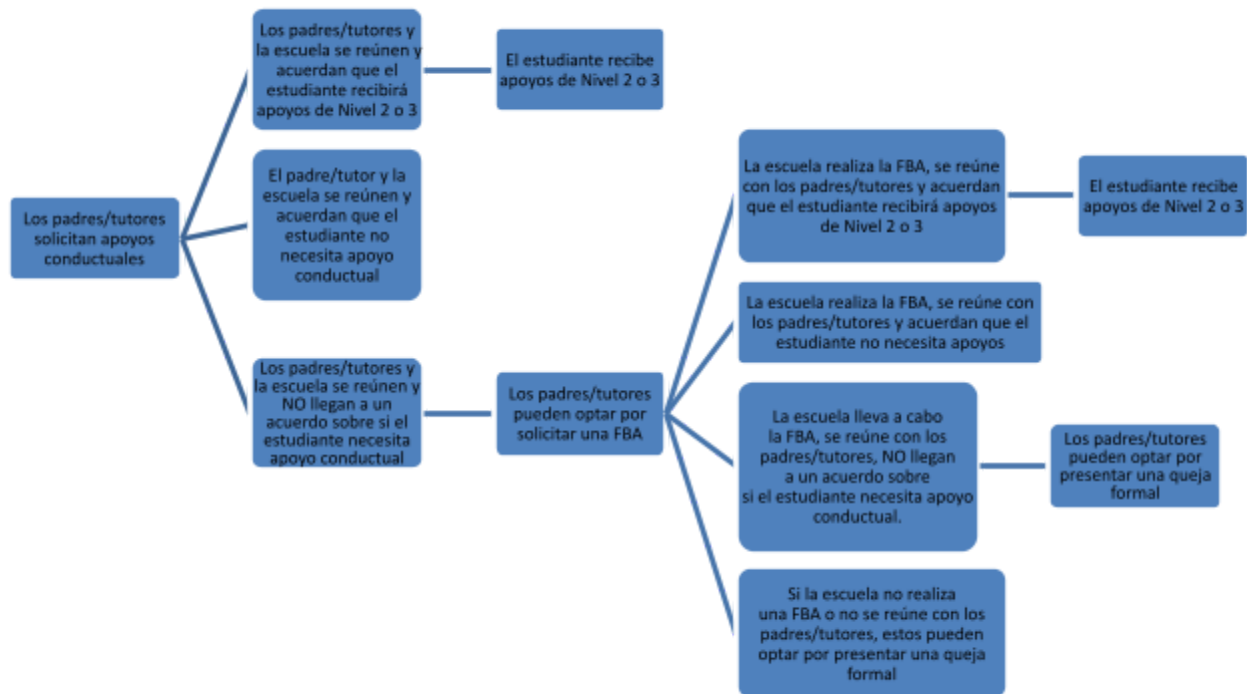 Los padres/tutores
solicitan apoyos
conductuales
Los padres/tutores y
la escuela se reúnen y
acuerdan que el
estudiante recibirá
apoyos de Nivel 2 o 3
El estudiante recibe
apoyos de Nivel 2 o 3
El padre/tutor y la
escuela se reúnen y
acuerdan que el
estudiante no
necesita apoyo
conductual
Los padres/tutores y
la escuela se reúnen y
NO llegan a un
acuerdo sobre si el
estudiante necesita
apoyo conductual
Los padres/tutores
pueden optar por
solicitar una FBA
La escuela realiza la FBA, se reúne
con los padres/tutores y acuerdan
que el estudiante recibirá apoyos
de Nivel 2 o 3
El estudiante recibe
apoyos de Nivel 2 o 3
La escuela realiza la FBA, se reúne con
los padres/tutores y acuerdan que el
estudiante no necesita apoyos
La escuela lleva a cabo
la FBA, se reúne con los
padres/tutores, NO llegan
a un acuerdo sobre
si el estudiante necesita apoyo
conductual.
Los padres/tutores
pueden optar por
presentar una queja
formal
Si la escuela no realiza
una FBA o no se reúne con los
padres/tutores, estos pueden
optar por presentar una queja
formal